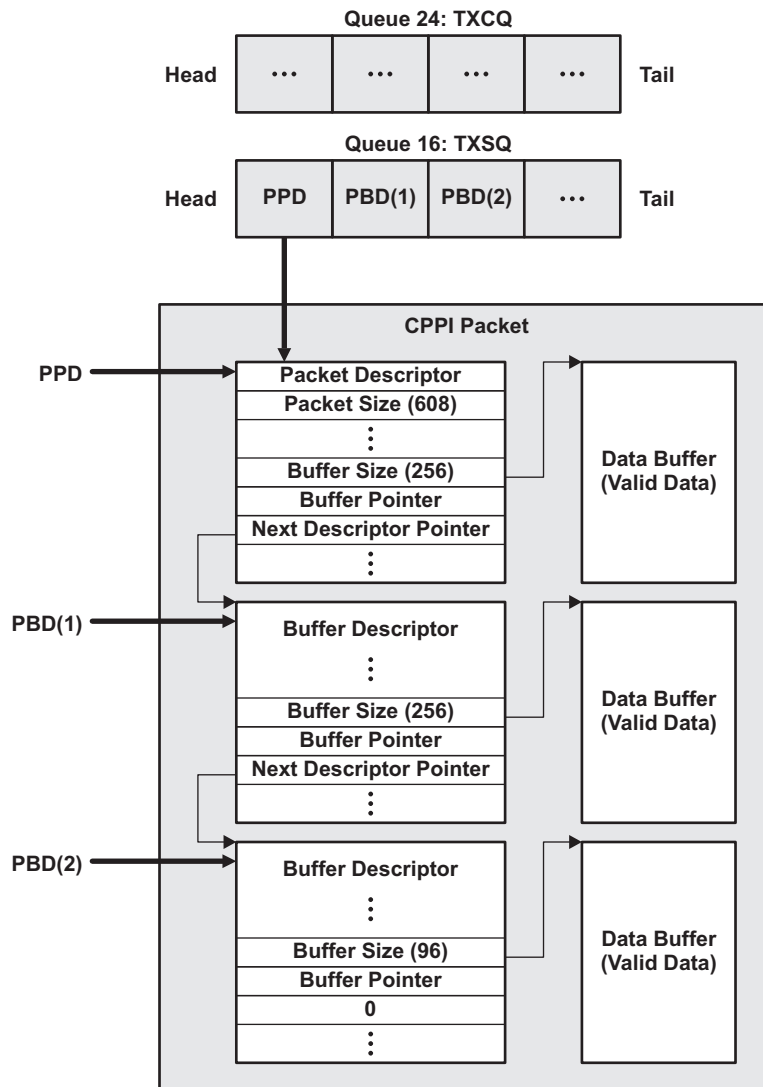 Queue 24: TXCQ
Head ... ... ... ... Tail
Queue 16: TXSQ
Head PPD PBD(1) PBD(2) ... Tail
CPPI Packet
PPD
Packet Descriptor
Packet Size (608)
⋮
Buffer Size (256)
Buffer Pointer
Next Descriptor Pointer
⋮
Data Buffer
(Valid Data)
PBD(1)
Buffer Descriptor
⋮
Buffer Size (256)
Buffer Pointer
Next Descriptor Pointer
⋮
Data Buffer
(Valid Data)
PBD(2)
Buffer Descriptor
⋮
Buffer Size (96)
Buffer Pointer
0
⋮
Data Buffer
(Valid Data)